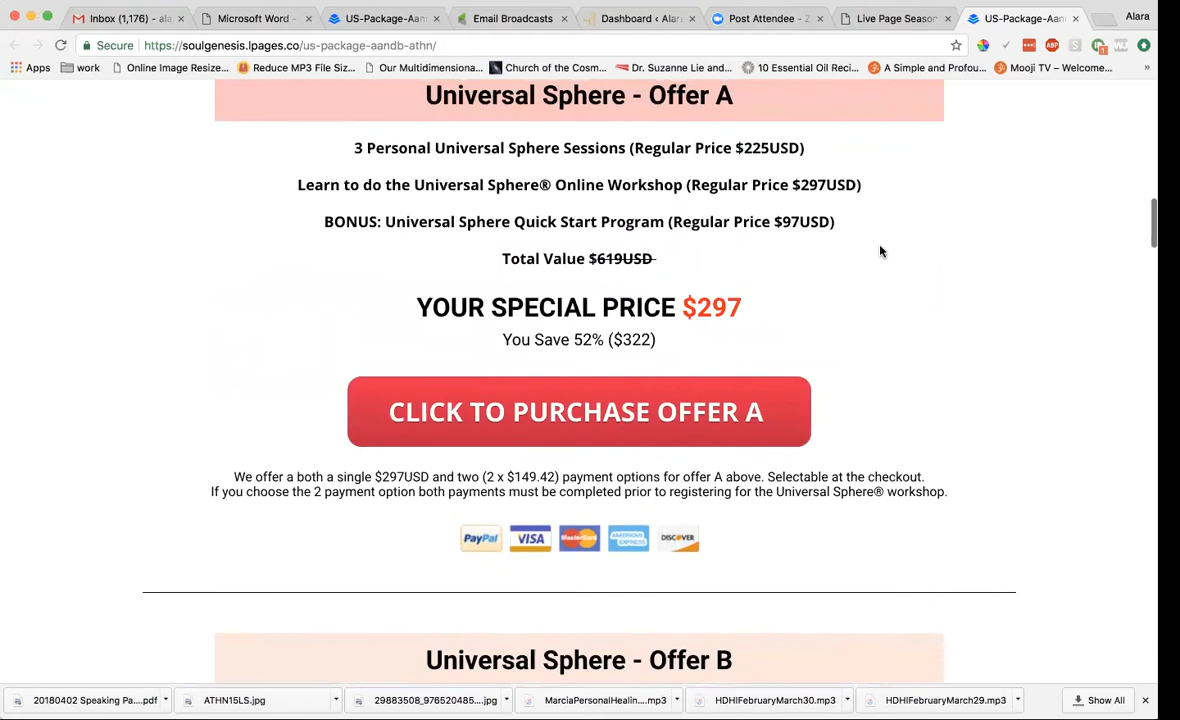 Inbox (1,176) - ala
Microsoft Word -
US-Package-Aan
Email Broadcasts
Dashboard ‹ Alar
Post Attendee - Z
Live Page Seaso
US-Package-Aan
Alara
Secure https://soulgenesis.lpages.co/us-package-aandb-athn/
Apps work Online Image Resize... Reduce MP3 File Siz... Our Multidimensiona... Church of the Cosm... Dr. Suzanne Lie and... 10 Essential Oil Reci... A Simple and Profou... Mooji TV – Welcome... »
Universal Sphere - Offer A
3 Personal Universal Sphere Sessions (Regular Price $225USD)
Learn to do the Universal Sphere® Online Workshop (Regular Price $297USD)
BONUS: Universal Sphere Quick Start Program (Regular Price $97USD)
Total Value $619USD
YOUR SPECIAL PRICE $297
You Save 52% ($322)
CLICK TO PURCHASE OFFER A
We offer a both a single $297USD and two (2 x $149.42) payment options for offer A above. Selectable at the checkout.
If you choose the 2 payment option both payments must be completed prior to registering for the Universal Sphere® workshop.
PayPal VISA MasterCard AMERICAN EXPRESS DISCOVER
Universal Sphere - Offer B
20180402 Speaking Pa....pdf ATHN15LS.jpg 29883508_976520485....jpg MarciaPersonalHealin....mp3 HDHIFebruaryMarch30.mp3 HDHIFebruaryMarch29.mp3 Show All